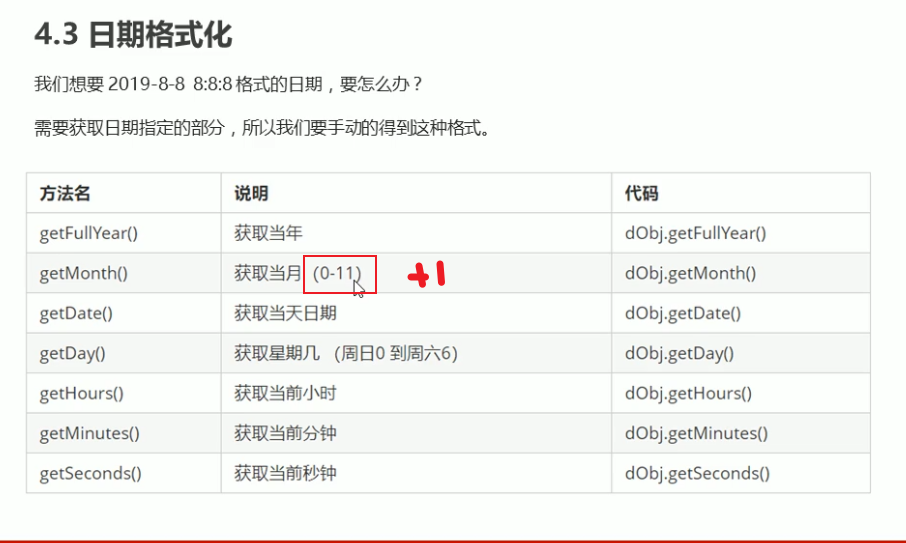 4.3 日期格式化
我们想要 2019-8-8 8:8:8 格式的日期，要怎么办？
需要获取日期指定的部分，所以我们要手动的得到这种格式。
方法名 说明 代码
getFullYear() 获取当年 dObj.getFullYear()
getMonth() 获取当月（0-11） +1 dObj.getMonth()
getDate() 获取当天日期 dObj.getDate()
getDay() 获取星期几 （周日0 到周六6） dObj.getDay()
getHours() 获取当前小时 dObj.getHours()
getMinutes() 获取当前分钟 dObj.getMinutes()
getSeconds() 获取当前秒钟 dObj.getSeconds()